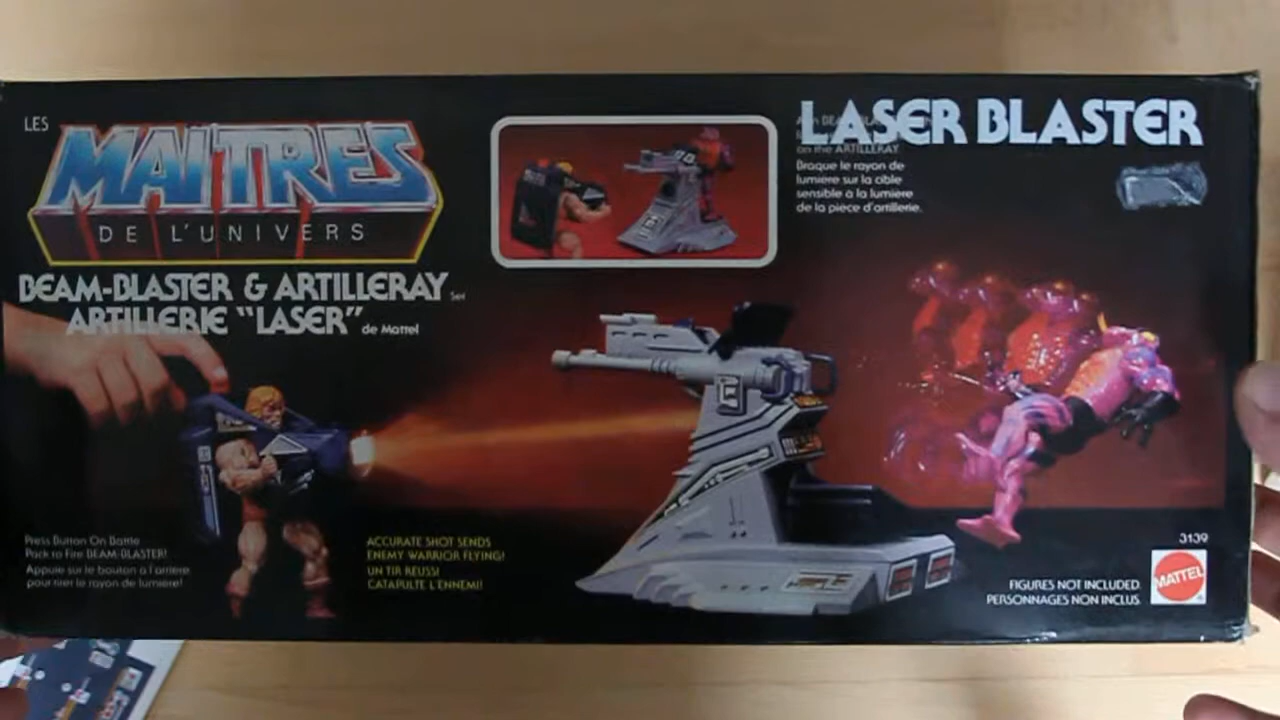 LES
MAITRES
DE L'UNIVERS
BEAM-BLASTER & ARTILLERAY Set
ARTILLERIE "LASER" de Mattel
LASER BLASTER
on the ARTILLERAY
Braque le rayon de
lumière sur la cible
sensible à la lumière
de la pièce d'artillerie.
Press Button On Battle
Pack to Fire BEAM-BLASTER!
Appuie sur le bouton à l'arrière
pour tirer le rayon de lumière!
ACCURATE SHOT SENDS
ENEMY WARRIOR FLYING!
UN TIR RÉUSSI
CATAPULTE L'ENNEMI!
3139
FIGURES NOT INCLUDED.
PERSONNAGES NON INCLUS.
MATTEL